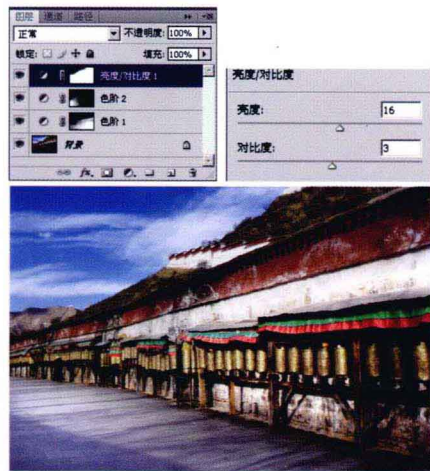 图层 通道 路径
正常 不透明度: 100%
锁定: 填充: 100%
亮度/对比度 1
色阶 2
色阶 1
背景
fx.
亮度/对比度
亮度: 16
对比度: 3